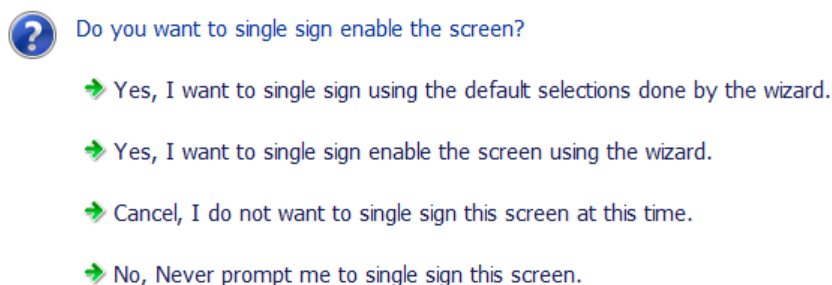 Do you want to single sign enable the screen?
Yes, I want to single sign using the default selections done by the wizard.
Yes, I want to single sign enable the screen using the wizard.
Cancel, I do not want to single sign this screen at this time.
No, Never prompt me to single sign this screen.